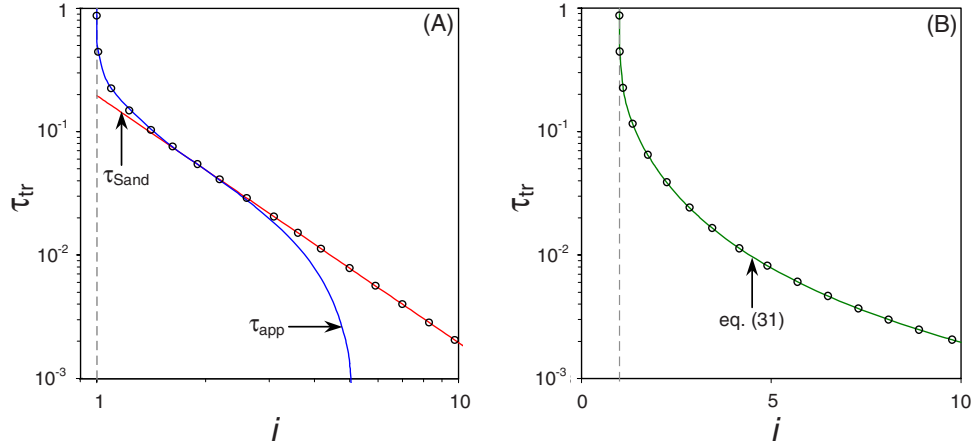 (A)
(B)
1
10⁻¹
10⁻²
10⁻³
τtr
τSand
τapp
1
10
i
1
10⁻¹
10⁻²
10⁻³
τtr
eq. (31)
0
5
10
i